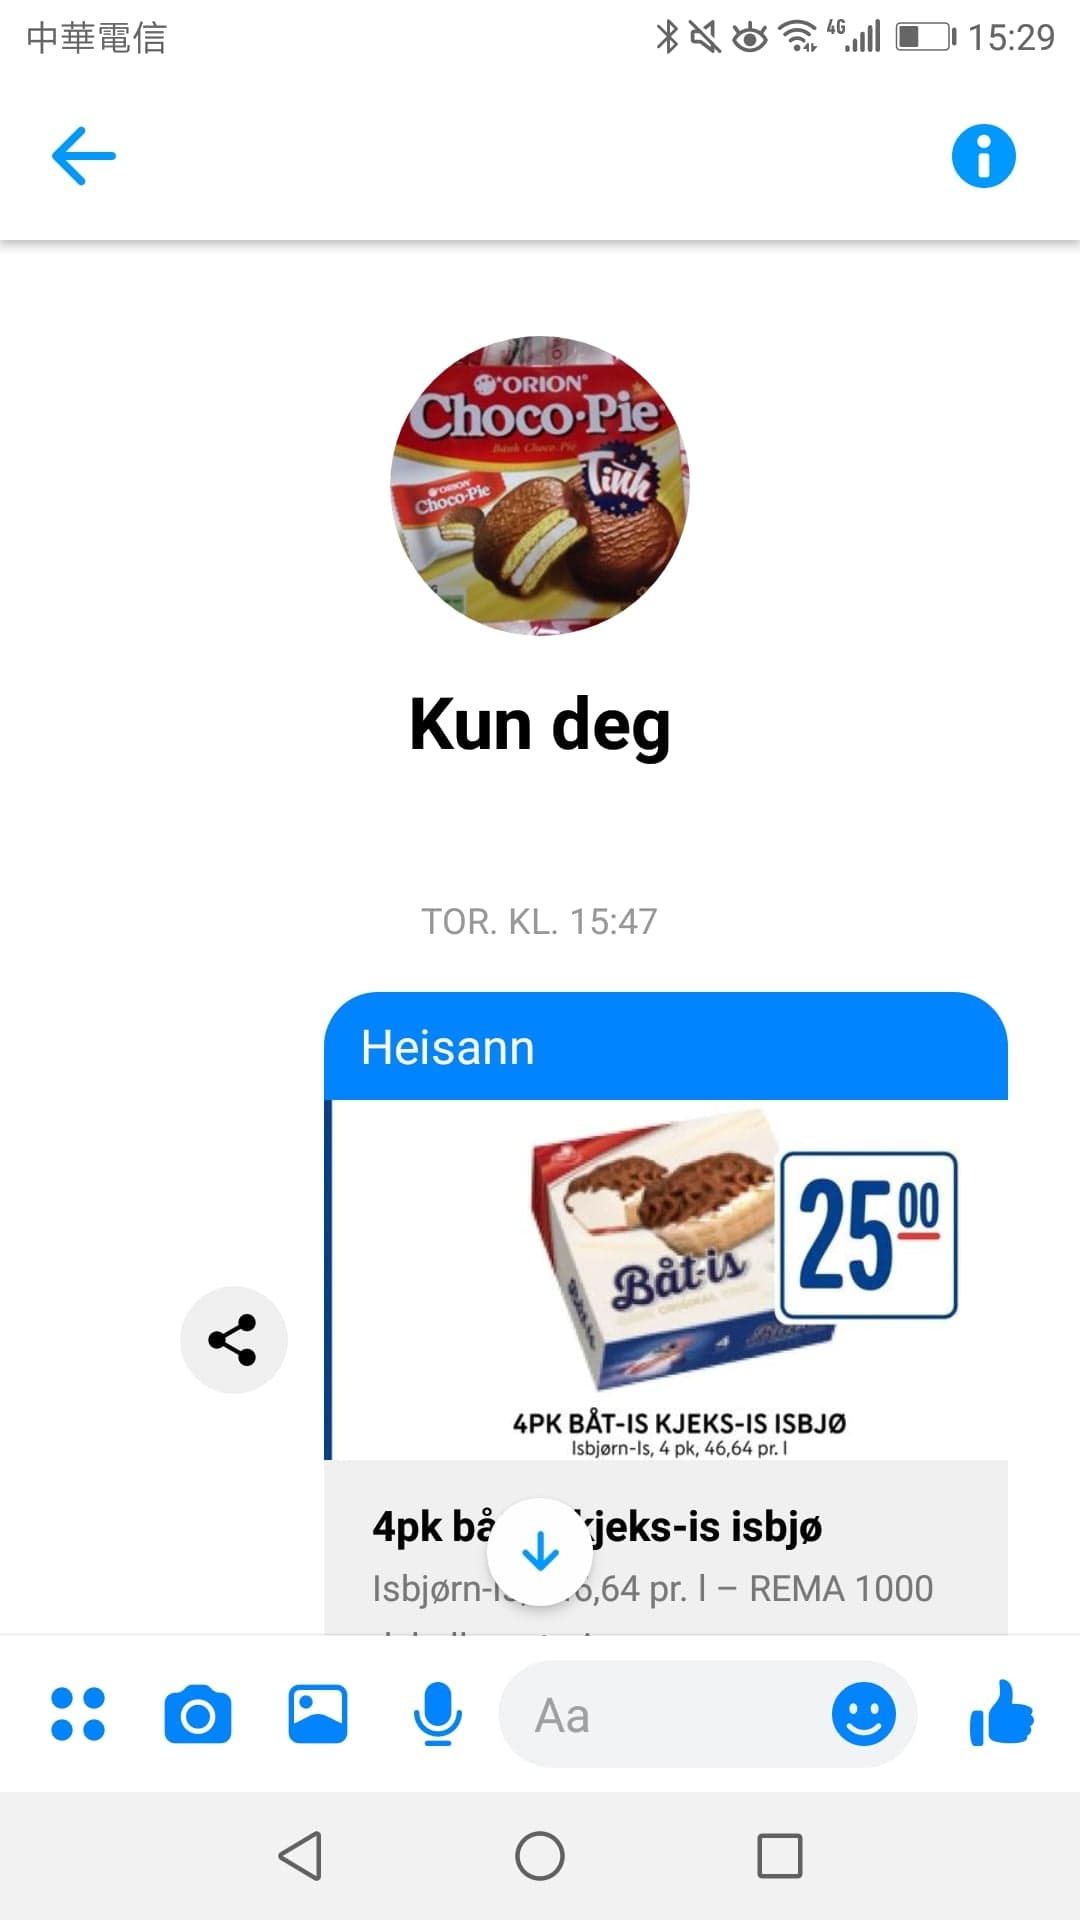 中華電信
4G
15:29
ORION
Choco-Pie
Bánh Choco-Pie
Tình
ORION
Choco-Pie
Kun deg
TOR. KL. 15:47
Heisann
Båt-is
ORIGINAL
25 00
4
4PK BÅT-IS KJEKS-IS ISBJØ
Isbjørn-Is, 4 pk, 46,64 pr. l
4pk bå kjeks-is isbjø
Isbjørn-I 6,64 pr. l – REMA 1000
Aa